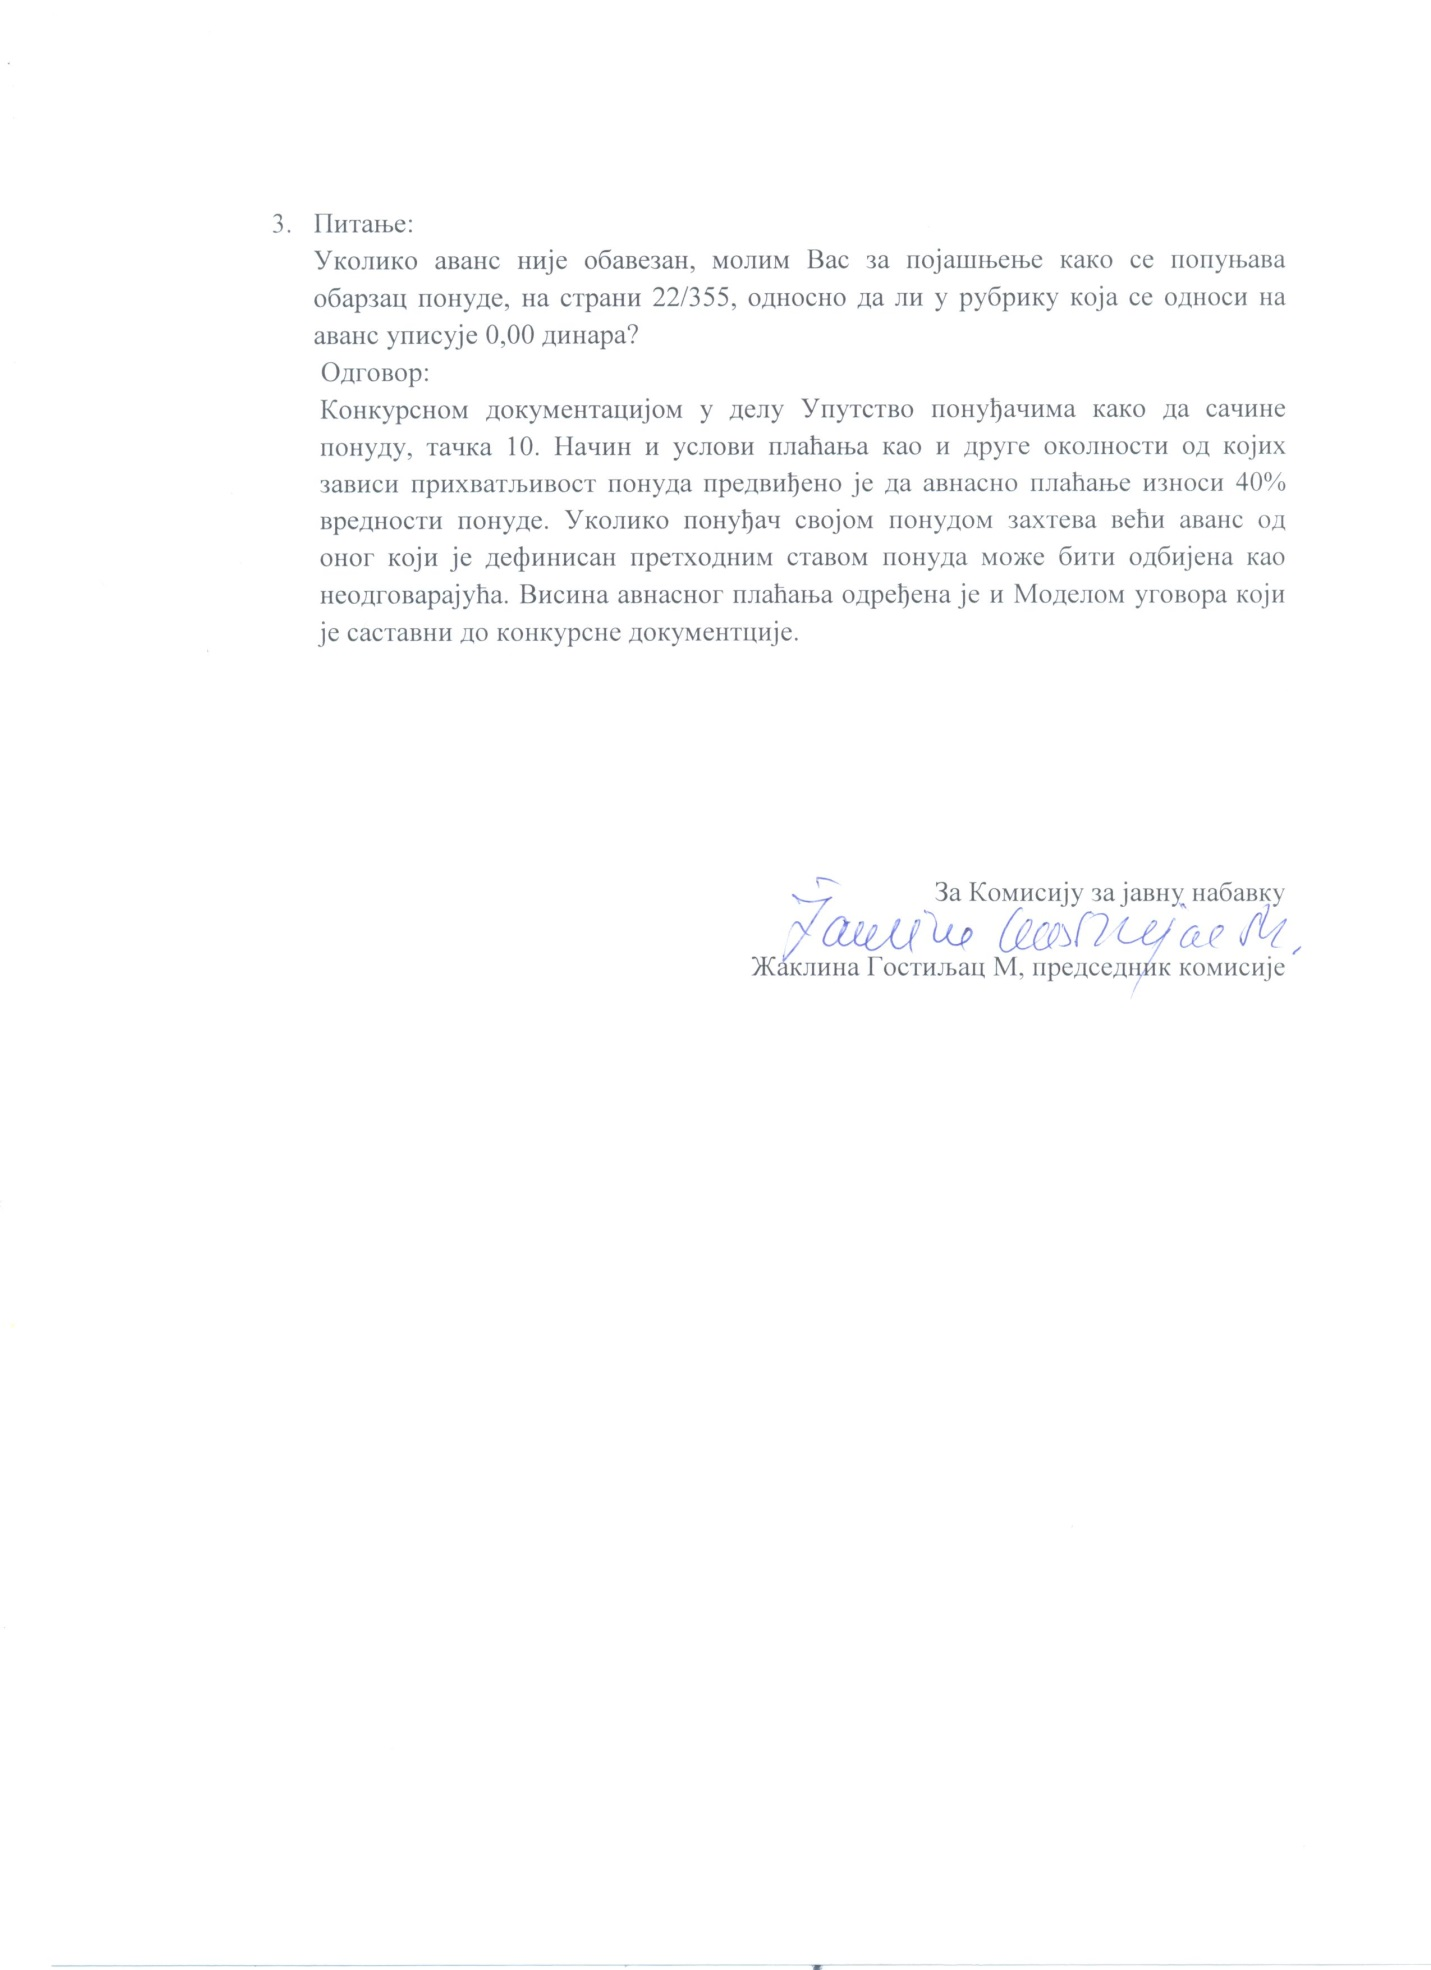 3. Питање:
Уколико аванс није обавезан, молим Вас за појашњење како се попуњава
обарзац понуде, на страни 22/355, односно да ли у рубрику која се односи на
аванс уписује 0,00 динара?
Одговор:
Конкурсном документацијом у делу Упутство понуђачима како да сачине
понуду, тачка 10. Начин и услови плаћања као и друге околности од којих
зависи прихватљивост понуда предвиђено је да авнасно плаћање износи 40%
вредности понуде. Уколико понуђач својом понудом захтева већи аванс од
оног који је дефинисан претходним ставом понуда може бити одбијена као
неодговарајућа. Висина авнасног плаћања одређена је и Моделом уговора који
је саставни до конкурсне документције.
За Комисију за јавну набавку
Жаклина Гостиљац М, председник комисије